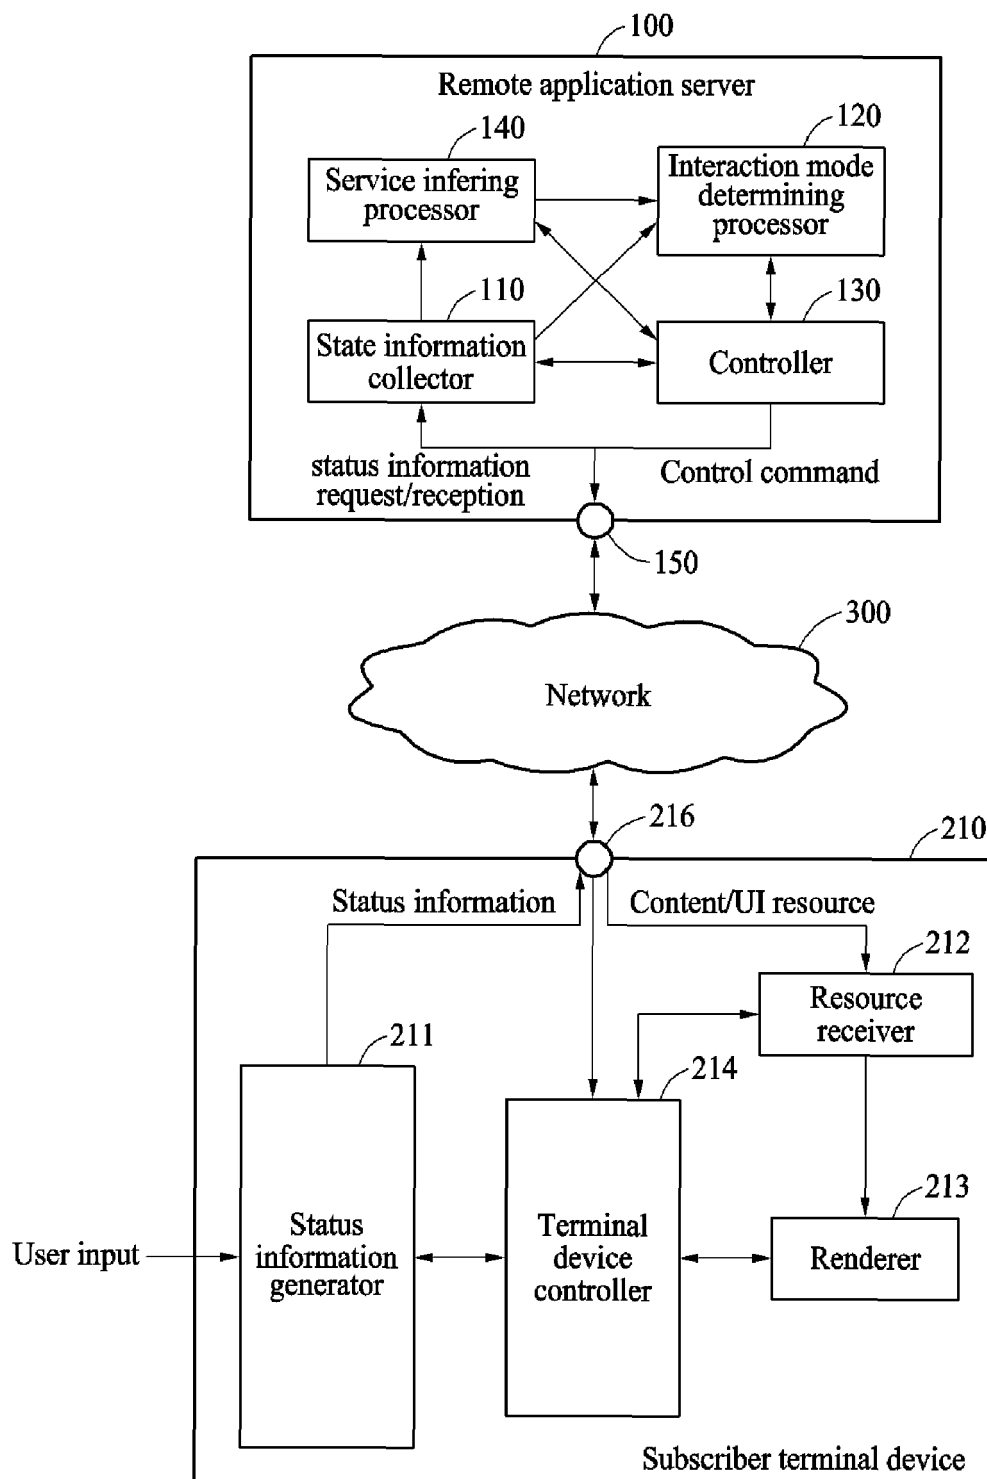 100
Remote application server
140
120
Service infering
processor
Interaction mode
determining
processor
110
130
State information
collector
Controller
status information
request/reception
Control command
150
300
Network
216
210
Status information
Content/UI resource
212
Resource
receiver
211
214
213
User input
Status
information
generator
Terminal
device
controller
Renderer
Subscriber terminal device